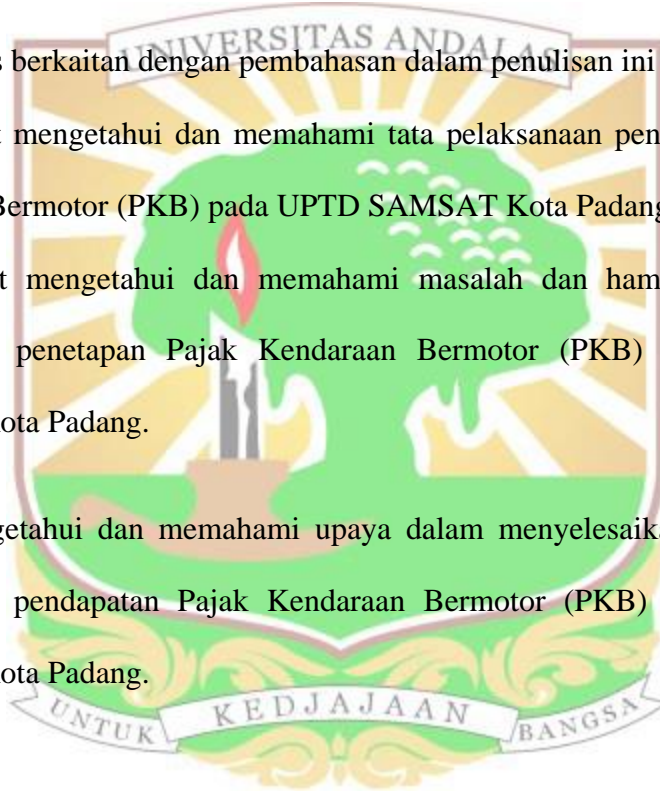 UNIVERSITAS ANDALAS
berkaitan dengan pembahasan dalam penulisan ini
mengetahui dan memahami tata pelaksanaan pen
Bermotor (PKB) pada UPTD SAMSAT Kota Padang
t mengetahui dan memahami masalah dan ham
penetapan Pajak Kendaraan Bermotor (PKB)
ota Padang.
getahui dan memahami upaya dalam menyelesaika
pendapatan Pajak Kendaraan Bermotor (PKB)
ota Padang.
UNTUK KEDJAJAAN BANGSA